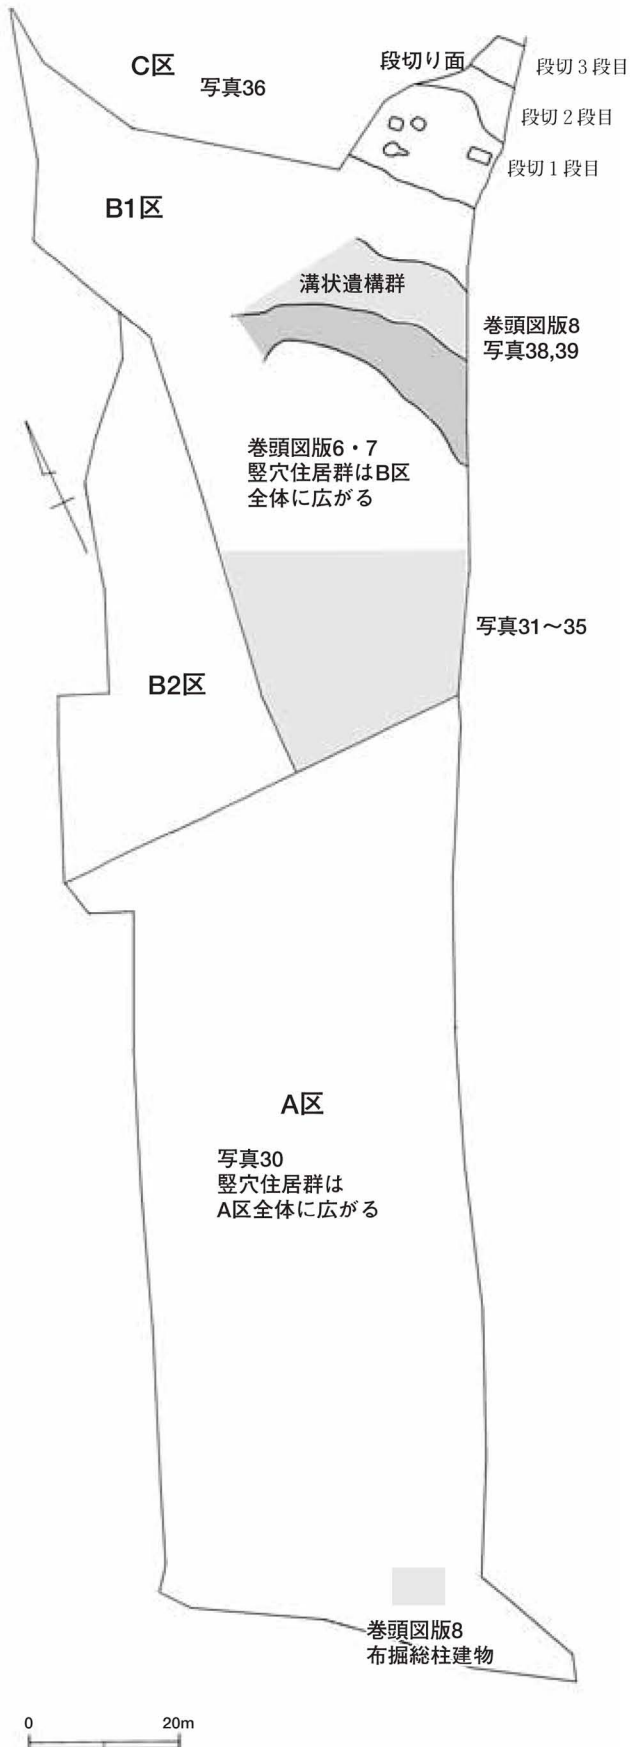 C区
写真36
段切り面
段切3段目
段切2段目
段切1段目
B1区
溝状遺構群
巻頭図版8
写真38,39
巻頭図版6・7
竪穴住居群はB区
全体に広がる
写真31〜35
B2区
A区
写真30
竪穴住居群は
A区全体に広がる
巻頭図版8
布掘総柱建物
0
20m